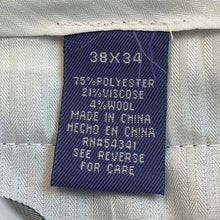 38X34
75%POLYESTER
21%VISCOSE
4%WOOL
MADE IN CHINA
HECHO EN CHINA
RN#54341
SEE REVERSE
FOR CARE